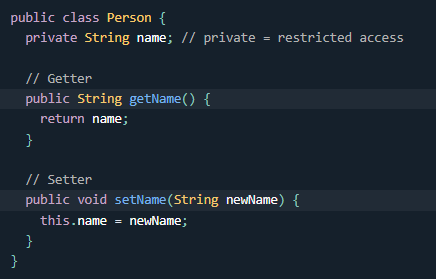 public class Person {
  private String name; // private = restricted access

  // Getter
  public String getName() {
    return name;
  }

  // Setter
  public void setName(String newName) {
    this.name = newName;
  }
}